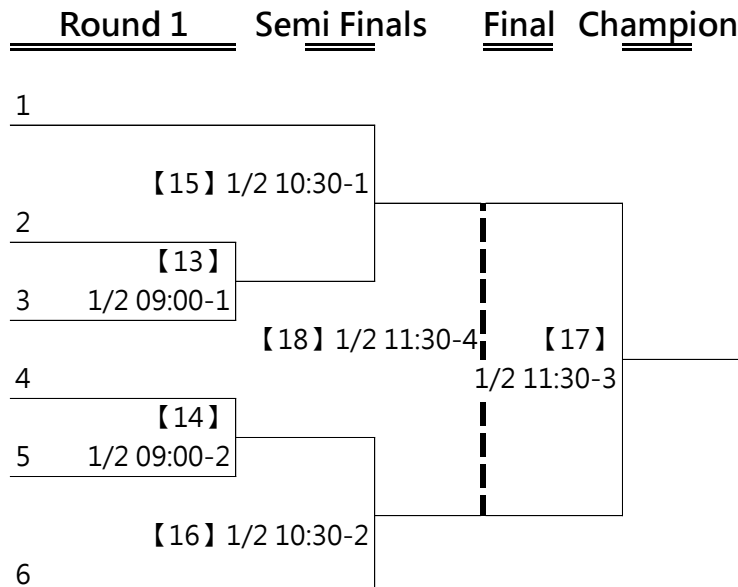 Round 1 Semi Finals Final Champion
1
【15】1/2 10:30-1
2
【13】
3 1/2 09:00-1
【18】1/2 11:30-4 【17】
1/2 11:30-3
4
【14】
5 1/2 09:00-2
【16】1/2 10:30-2
6